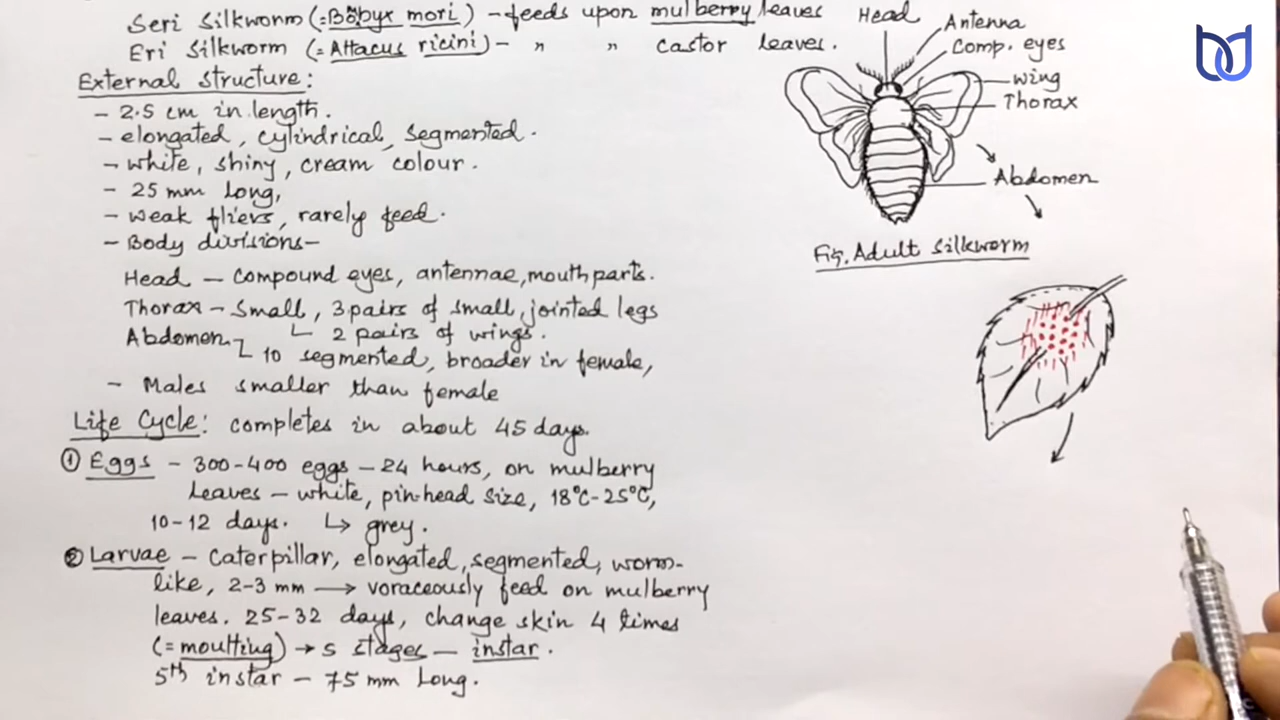 Seri Silkworm (=Bombyx mori) - feeds upon mulberry leaves
Eri Silkworm (= Attacus ricini) - " " castor leaves.
External structure:
- 2.5 cm in length.
- elongated, cylindrical, segmented.
- white, shiny, cream colour.
- 25 mm long,
- weak fliers, rarely feed.
- Body divisions-
Head - compound eyes, antennae, mouth parts.
Thorax - small, 3 pairs of small, jointed legs
↳ 2 pairs of wings.
Abdomen
↳ 10 segmented, broader in female,
- Males smaller than female
Life Cycle: completes in about 45 days.
① Eggs - 300-400 eggs - 24 hours, on mulberry
leaves - white, pin-head size, 18°C-25°C,
10-12 days. ↳ grey.
② Larvae - caterpillar, elongated, segmented, worm-
like, 2-3 mm → voraceously feed on mulberry
leaves. 25-32 days, change skin 4 times
(= moulting) → 5 stages - instar.
5th instar - 75 mm long.
Head
Antenna
Comp. eyes
wing
Thorax
Abdomen
Fig. Adult silkworm